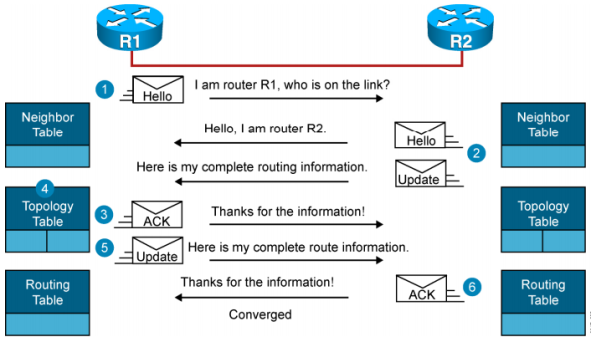 R1
R2
1
Hello
I am router R1, who is on the link?
Neighbor
Table
Hello, I am router R2.
Hello
2
Neighbor
Table
Here is my complete routing information.
Update
4
Topology
Table
3
ACK
Thanks for the information!
Topology
Table
5
Update
Here is my complete route information.
Routing
Table
Thanks for the information!
ACK
6
Routing
Table
Converged